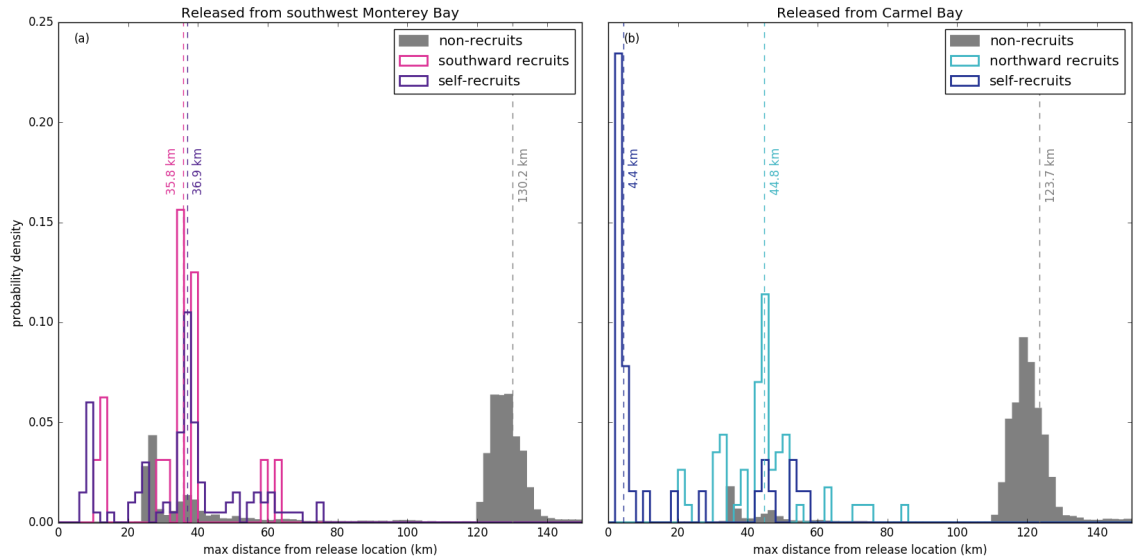 Released from southwest Monterey Bay
Released from Carmel Bay
0.25
0.20
0.15
0.10
0.05
0.00
probability density
(a)
non-recruits
southward recruits
self-recruits
35.8 km
36.9 km
130.2 km
0 20 40 60 80 100 120 140
max distance from release location (km)
(b)
non-recruits
northward recruits
self-recruits
4.4 km
44.8 km
123.7 km
0 20 40 60 80 100 120 140
max distance from release location (km)